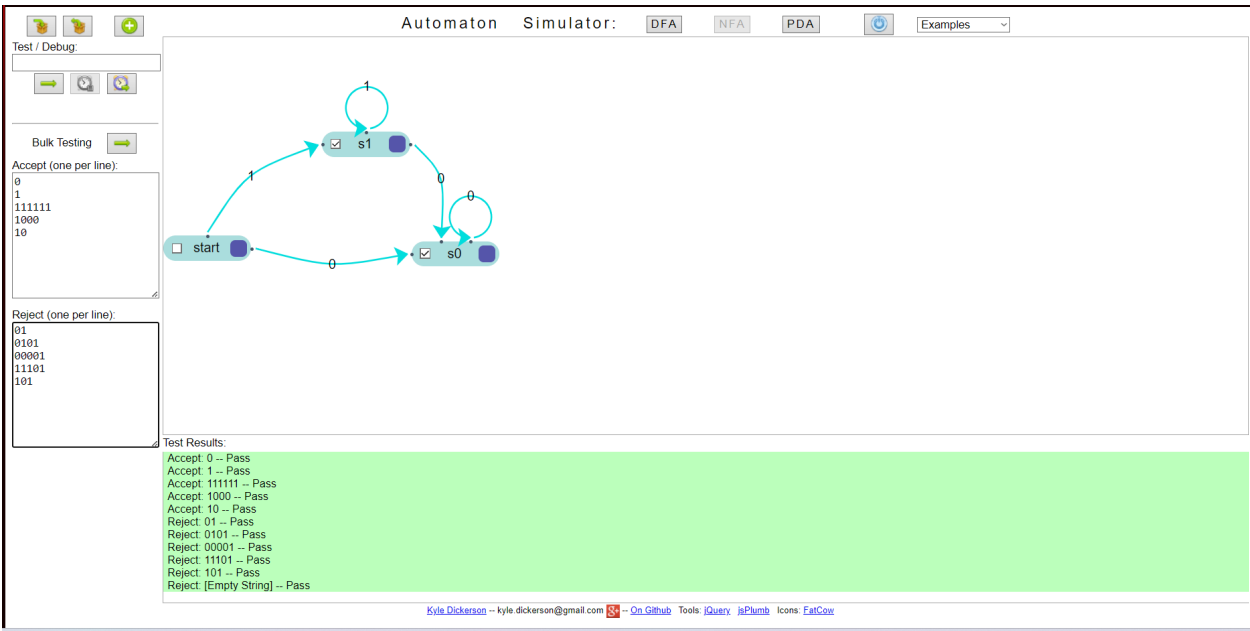 Automaton Simulator: DFA NFA PDA Examples
Test / Debug:
Bulk Testing
Accept (one per line):
0
1
111111
1000
10
Reject (one per line):
01
0101
00001
11101
101
1
s1
1
0
0
start
s0
0
Test Results:
Accept: 0 -- Pass
Accept: 1 -- Pass
Accept: 111111 -- Pass
Accept: 1000 -- Pass
Accept: 10 -- Pass
Reject: 01 -- Pass
Reject: 0101 -- Pass
Reject: 00001 -- Pass
Reject: 11101 -- Pass
Reject: 101 -- Pass
Reject: [Empty String] -- Pass
Kyle Dickerson -- kyle.dickerson@gmail.com g+ -- On Github Tools: jQuery jsPlumb Icons: FatCow